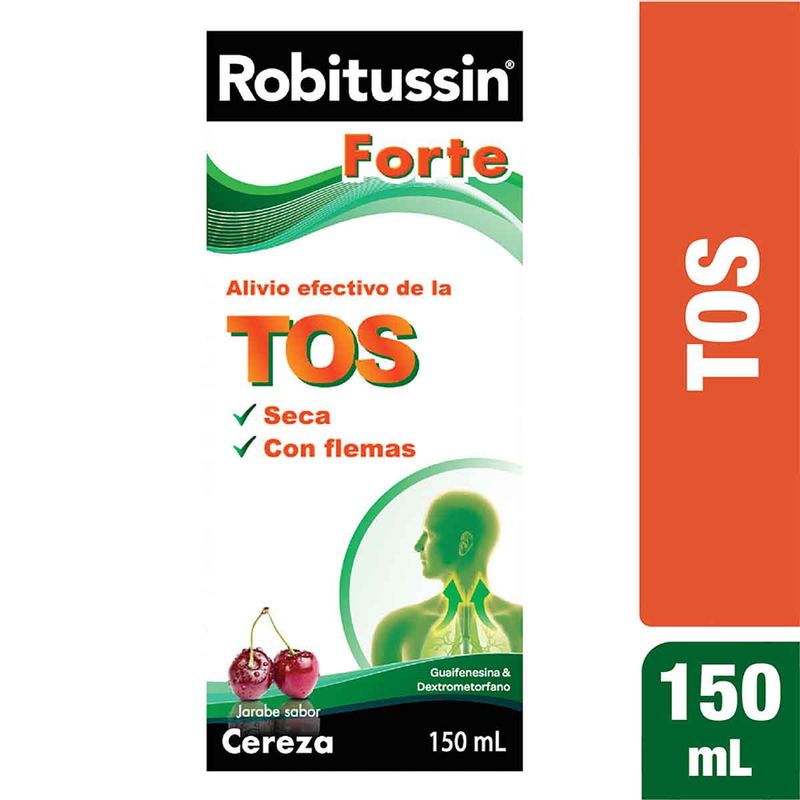 Robitussin®
Forte
Alivio efectivo de la
TOS
Seca
Con flemas
Guaifenesina &
Dextrometorfano
Jarabe sabor
Cereza
150 mL
TOS
150
mL